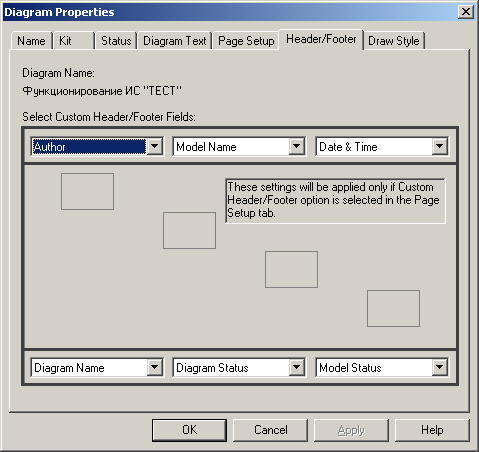 Diagram Properties
Name Kit Status Diagram Text Page Setup Header/Footer Draw Style
Diagram Name:
Функционирование ИС "ТЕСТ"
Select Custom Header/Footer Fields:
Author Model Name Date & Time
These settings will be applied only if Custom
Header/Footer option is selected in the Page
Setup tab.
Diagram Name Diagram Status Model Status
OK Cancel Apply Help